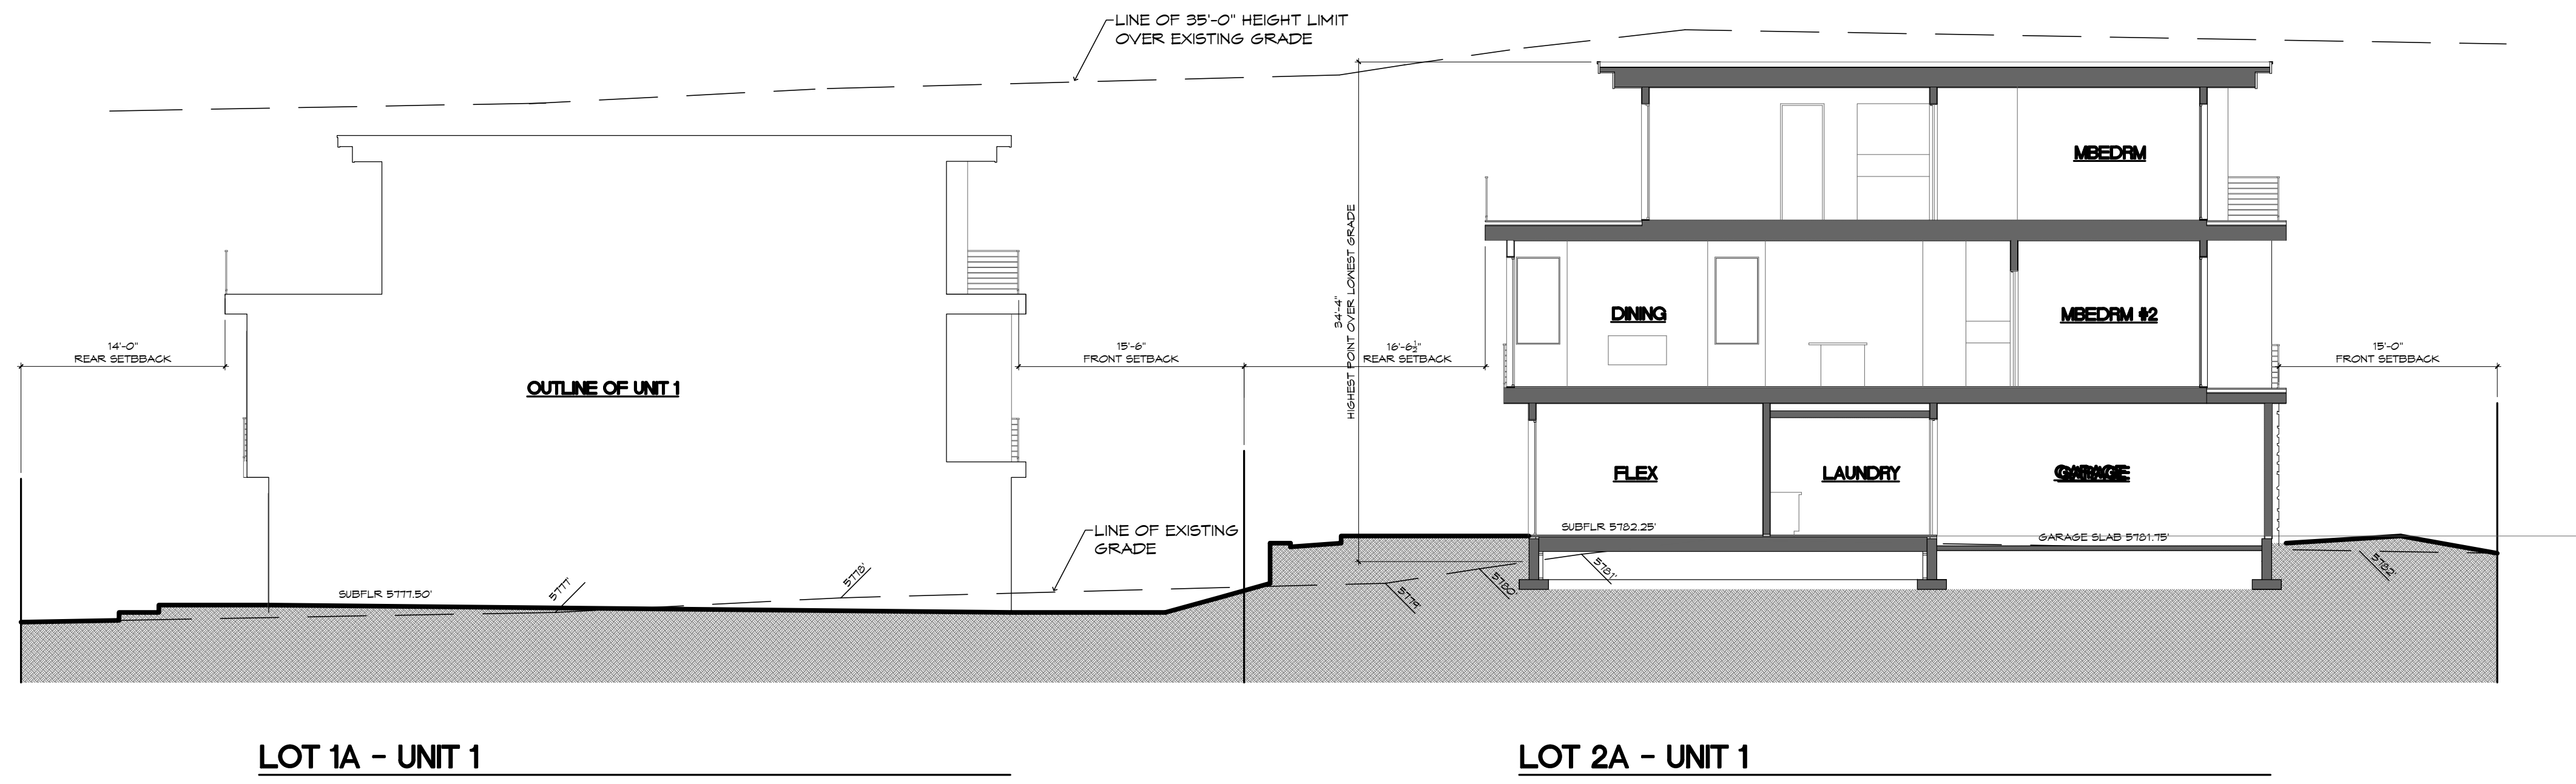 LINE OF 35'-0" HEIGHT LIMIT
OVER EXISTING GRADE
MBEDRM
34'-4"
HIGHEST POINT OVER LOWEST GRADE
DINING
MBEDRM #2
14'-0"
REAR SETBBACK
15'-6"
FRONT SETBACK
16'-6½"
REAR SETBACK
15'-0"
FRONT SETBBACK
OUTLINE OF UNIT 1
FLEX
LAUNDRY
GARAGE
LINE OF EXISTING
GRADE
SUBFLR 5782.25'
GARAGE SLAB 5781.75'
SUBFLR 5777.50'
5777'
5778'
5779'
5780'
5781'
5782'
LOT 1A - UNIT 1
LOT 2A - UNIT 1